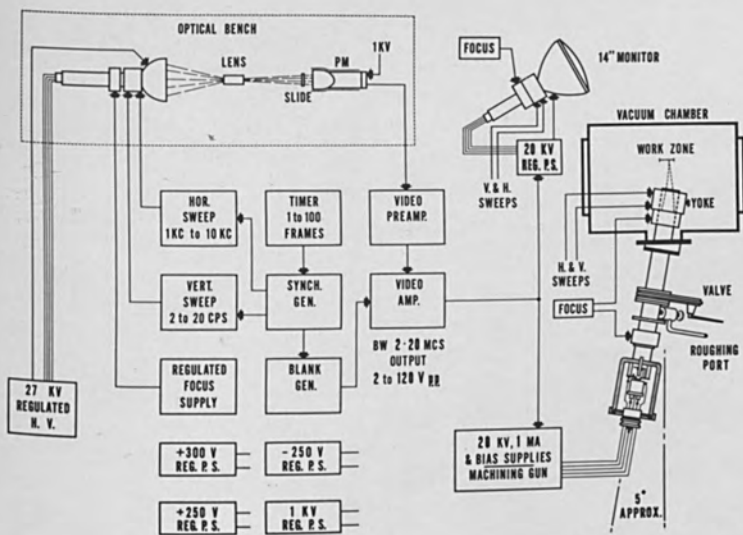 OPTICAL BENCH
LENS
PM
1KV
SLIDE
FOCUS
14" MONITOR
20 KV
REG. P.S.
V. & H.
SWEEPS
VACUUM CHAMBER
WORK ZONE
YOKE
H. & V.
SWEEPS
FOCUS
VALVE
ROUGHING
PORT
HOR.
SWEEP
1KC to 10 KC
TIMER
1 to 100
FRAMES
VIDEO
PREAMP.
VERT.
SWEEP
2 to 20 CPS
SYNCH.
GEN.
VIDEO
AMP.
BW 2-20 MCS
OUTPUT
2 to 120 V PP
REGULATED
FOCUS
SUPPLY
BLANK
GEN.
27 KV
REGULATED
H. V.
+300 V
REG. P. S.
-250 V
REG. P. S.
+250 V
REG. P. S.
1 KV
REG. P. S.
20 KV, 1 MA
& BIAS SUPPLIES
MACHINING GUN
5°
APPROX.